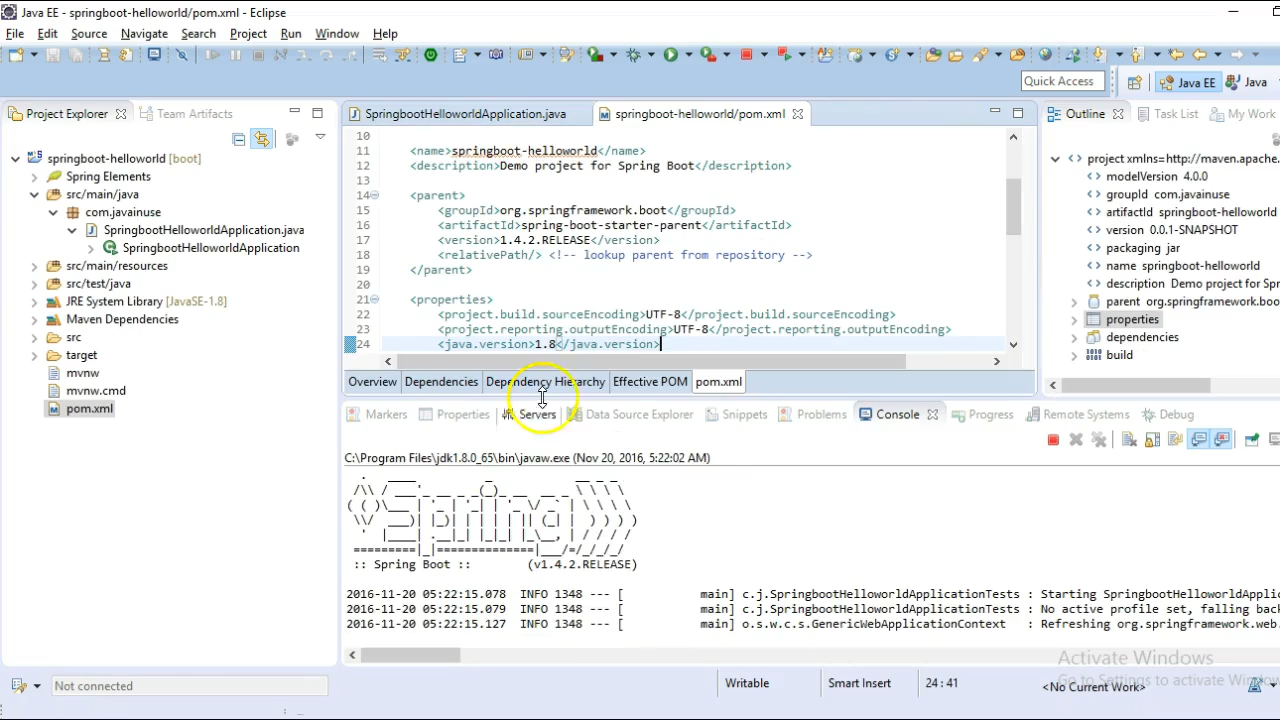 Java EE - springboot-helloworld/pom.xml - Eclipse
File Edit Source Navigate Search Project Run Window Help
Quick Access
Java EE
Java
Project Explorer
Team Artifacts
SpringbootHelloworldApplication.java
springboot-helloworld/pom.xml
Outline
Task List
My Work
springboot-helloworld [boot]
Spring Elements
src/main/java
com.javainuse
SpringbootHelloworldApplication.java
SpringbootHelloworldApplication
src/main/resources
src/test/java
JRE System Library [JavaSE-1.8]
Maven Dependencies
src
target
mvnw
mvnw.cmd
pom.xml
10
11 <name>springboot-helloworld</name>
12 <description>Demo project for Spring Boot</description>
13
14 <parent>
15 <groupId>org.springframework.boot</groupId>
16 <artifactId>spring-boot-starter-parent</artifactId>
17 <version>1.4.2.RELEASE</version>
18 <relativePath/> <!-- lookup parent from repository -->
19 </parent>
20
21 <properties>
22 <project.build.sourceEncoding>UTF-8</project.build.sourceEncoding>
23 <project.reporting.outputEncoding>UTF-8</project.reporting.outputEncoding>
24 <java.version>1.8</java.version>
project xmlns=http://maven.apache.
modelVersion 4.0.0
groupId com.javainuse
artifactId springboot-helloworld
version 0.0.1-SNAPSHOT
packaging jar
name springboot-helloworld
description Demo project for Spr
parent org.springframework.boot
properties
dependencies
build
Overview Dependencies Dependency Hierarchy Effective POM pom.xml
Markers Properties Servers Data Source Explorer Snippets Problems Console Progress Remote Systems Debug
C:\Program Files\jdk1.8.0_65\bin\javaw.exe (Nov 20, 2016, 5:22:02 AM)
Spring
:: Spring Boot :: (v1.4.2.RELEASE)
2016-11-20 05:22:15.078 INFO 1348 --- [ main] c.j.SpringbootHelloworldApplicationTests : Starting SpringbootHelloworldApplic
2016-11-20 05:22:15.079 INFO 1348 --- [ main] c.j.SpringbootHelloworldApplicationTests : No active profile set, falling back
2016-11-20 05:22:15.127 INFO 1348 --- [ main] o.s.w.c.s.GenericWebApplicationContext : Refreshing org.springframework.web.
Activate Windows
Go to Settings to activate Windows
Not connected
Writable
Smart Insert
24 : 41
<No Current Work>